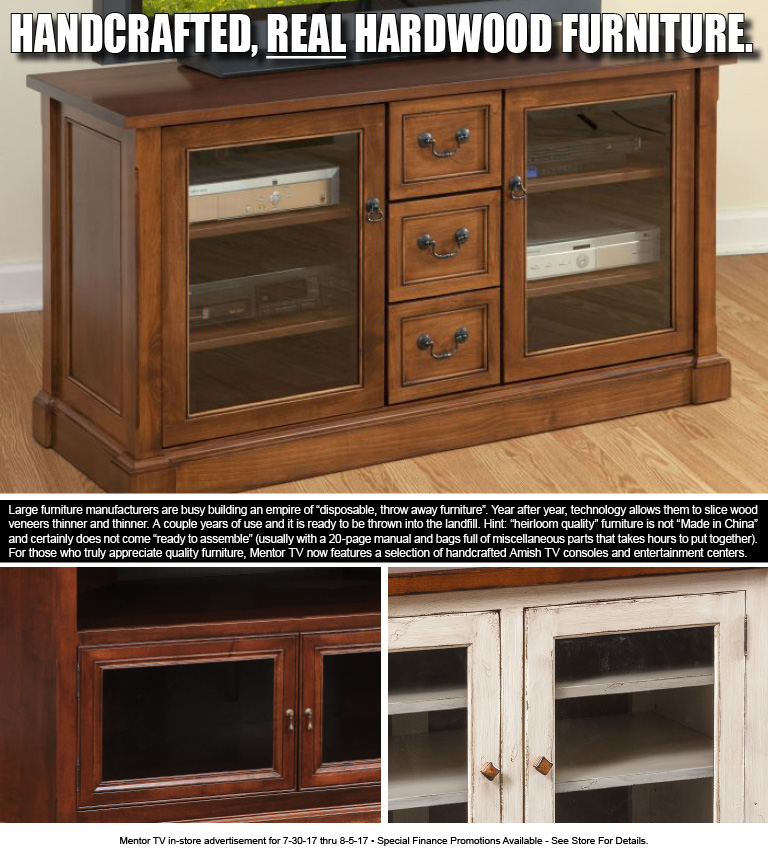 HANDCRAFTED, REAL HARDWOOD FURNITURE.
Large furniture manufacturers are busy building an empire of “disposable, throw away furniture”. Year after year, technology allows them to slice wood
veneers thinner and thinner. A couple years of use and it is ready to be thrown into the landfill. Hint: “heirloom quality” furniture is not “Made in China”
and certainly does not come “ready to assemble” (usually with a 20-page manual and bags full of miscellaneous parts that takes hours to put together).
For those who truly appreciate quality furniture, Mentor TV now features a selection of handcrafted Amish TV consoles and entertainment centers.
Mentor TV in-store advertisement for 7-30-17 thru 8-5-17 • Special Finance Promotions Available - See Store For Details.